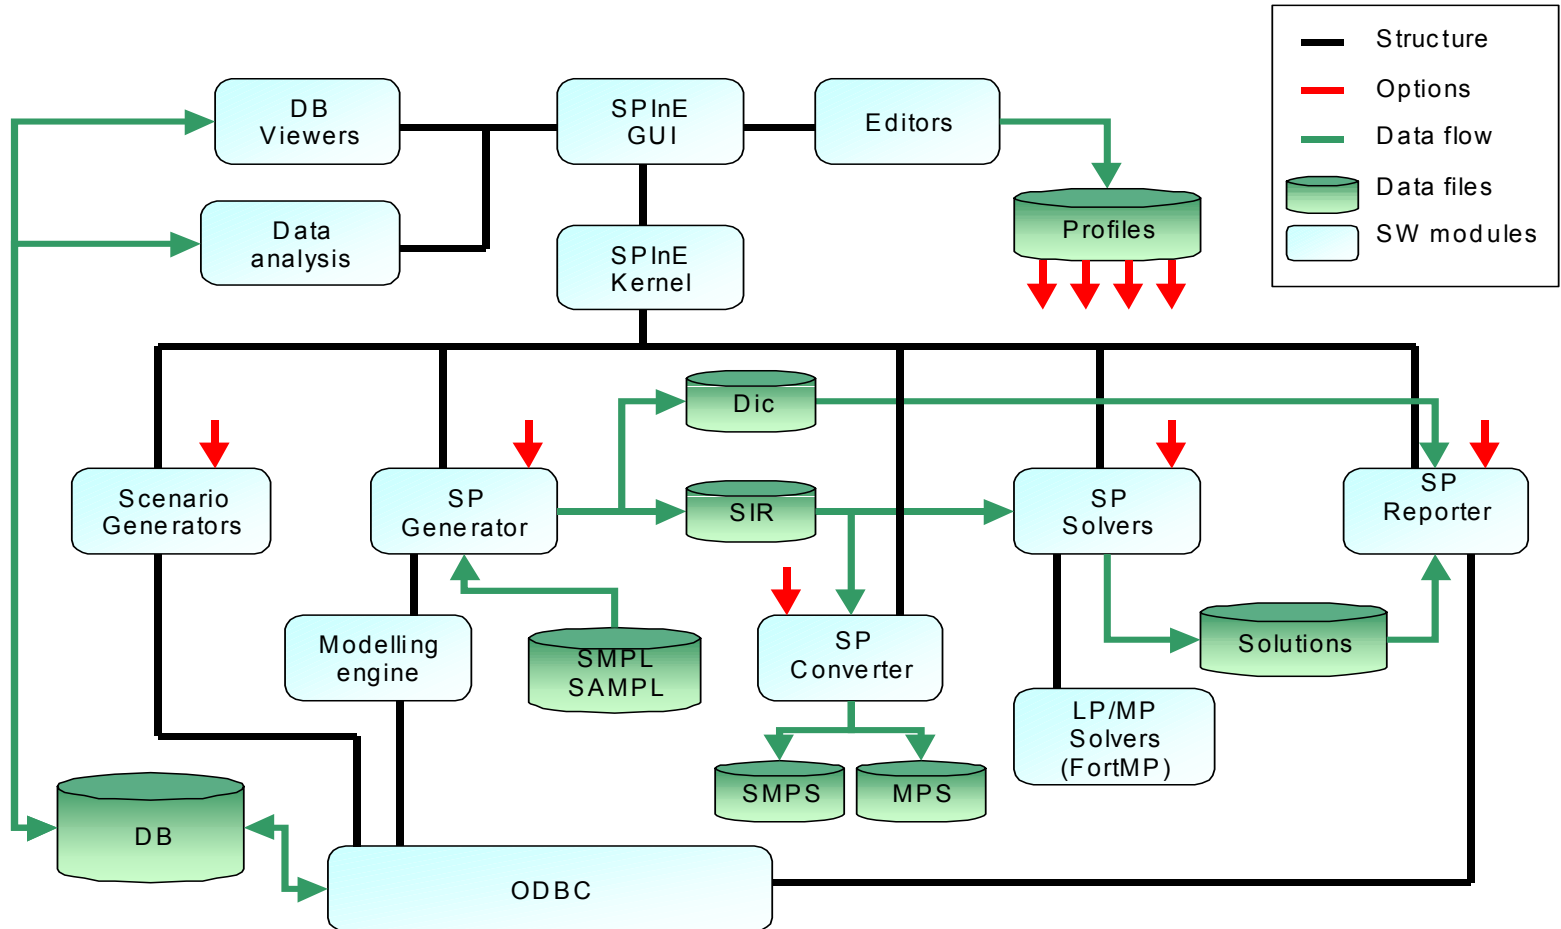 Structure
Options
Data flow
Data files
SW modules
DB
Viewers
SPInE
GUI
Editors
Data
analysis
SPInE
Kernel
Profiles
Dic
Scenario
Generators
SP
Generator
SIR
SP
Solvers
SP
Reporter
Modelling
engine
SMPL
SAMPL
SP
Converter
Solutions
LP/MP
Solvers
(FortMP)
SMPS
MPS
DB
ODBC